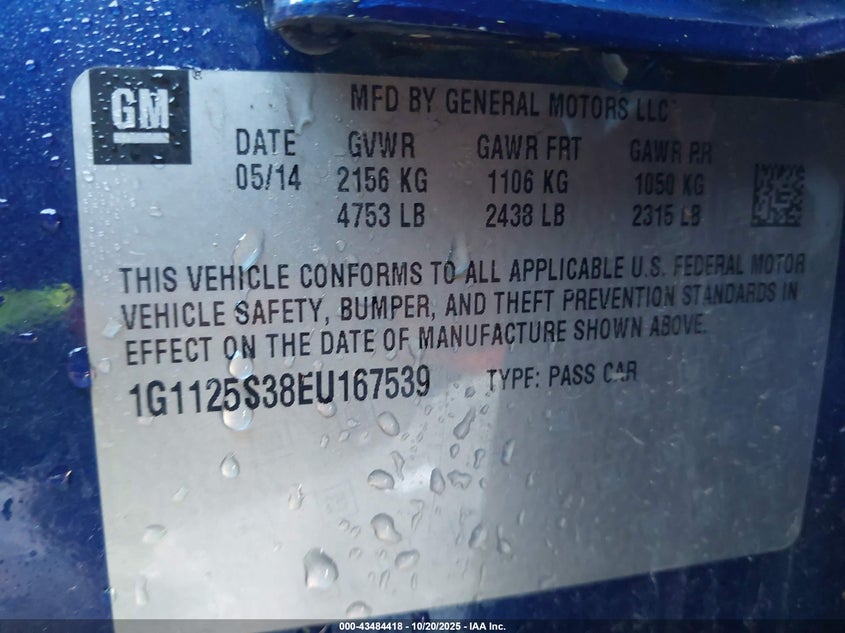 GM
MFD BY GENERAL MOTORS LLC
DATE GVWR GAWR FRT GAWR RR
05/14 2156 KG 1106 KG 1050 KG
4753 LB 2438 LB 2315 LB
THIS VEHICLE CONFORMS TO ALL APPLICABLE U.S. FEDERAL MOTOR
VEHICLE SAFETY, BUMPER, AND THEFT PREVENTION STANDARDS IN
EFFECT ON THE DATE OF MANUFACTURE SHOWN ABOVE.
1G1125S38EU167539 TYPE: PASS CAR
000-43484418 - 10/20/2025 - IAA Inc.